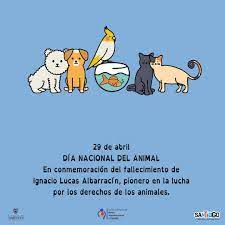 29 de abril
DÍA NACIONAL DEL ANIMAL
En conmemoración del fallecimiento de
Ignacio Lucas Albarracín, pionero en la lucha
por los derechos de los animales.